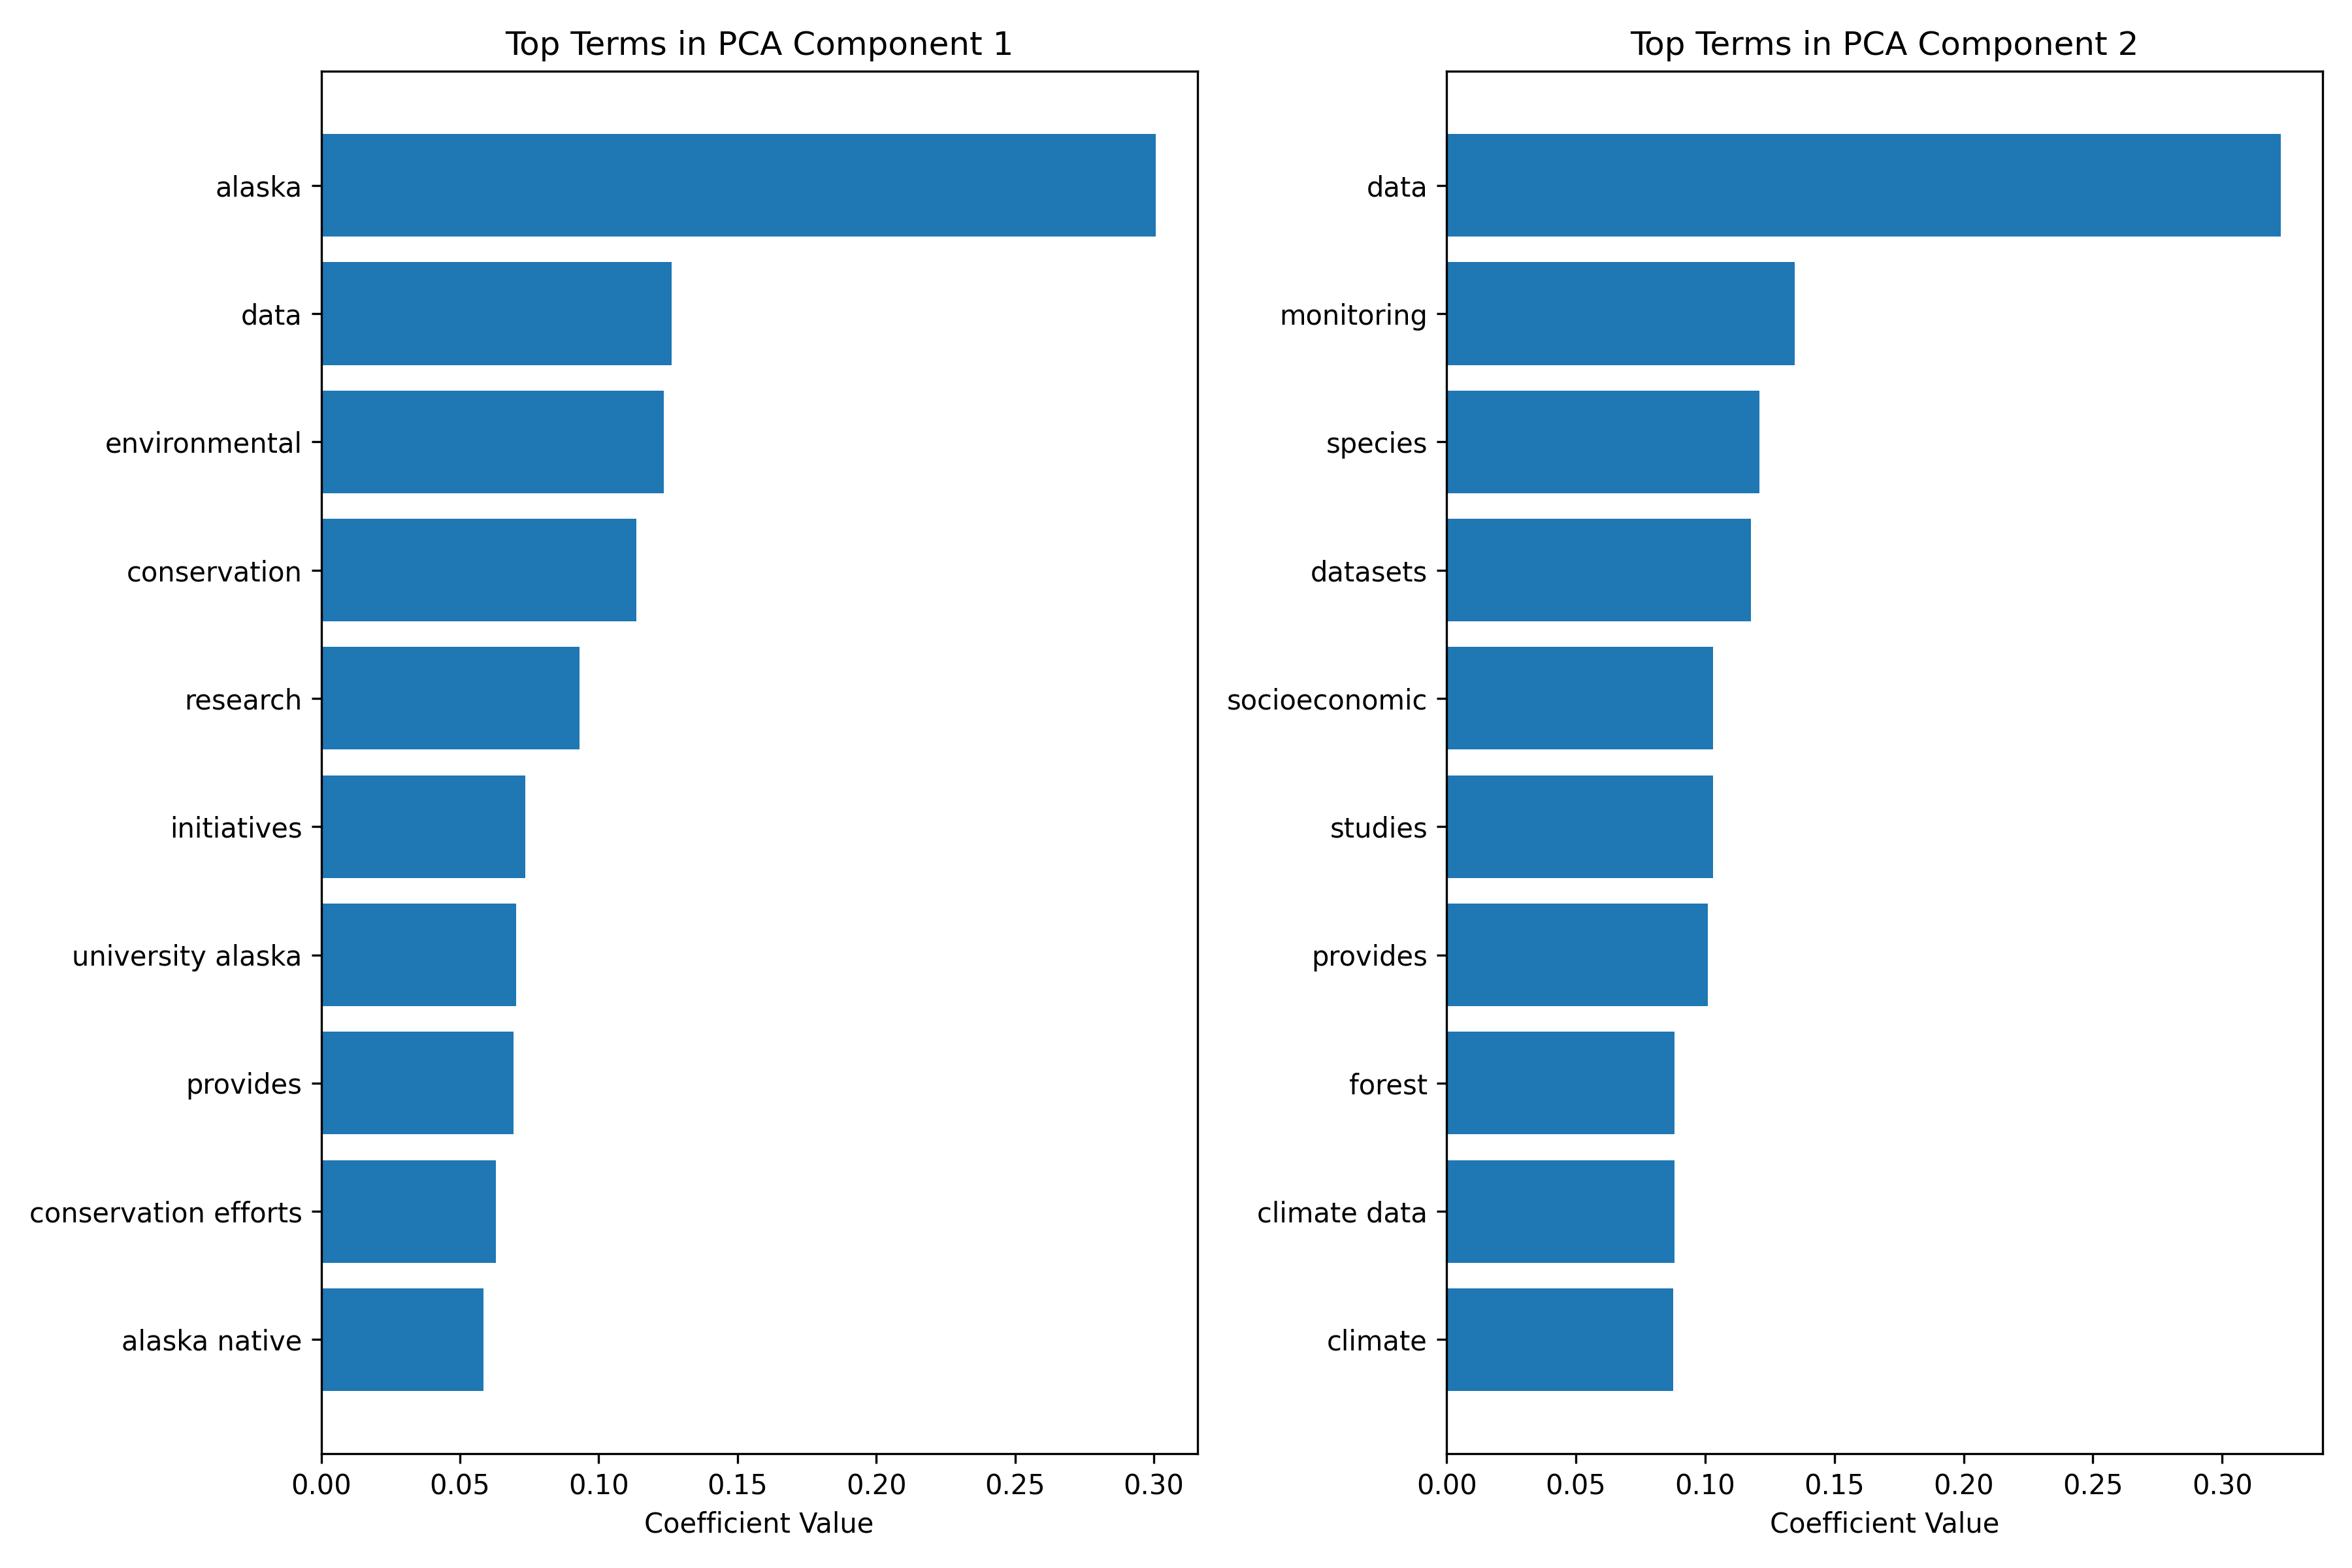 Top Terms in PCA Component 1
alaska
data
environmental
conservation
research
initiatives
university alaska
provides
conservation efforts
alaska native
0.00 0.05 0.10 0.15 0.20 0.25 0.30
Coefficient Value
Top Terms in PCA Component 2
data
monitoring
species
datasets
socioeconomic
studies
provides
forest
climate data
climate
0.00 0.05 0.10 0.15 0.20 0.25 0.30
Coefficient Value